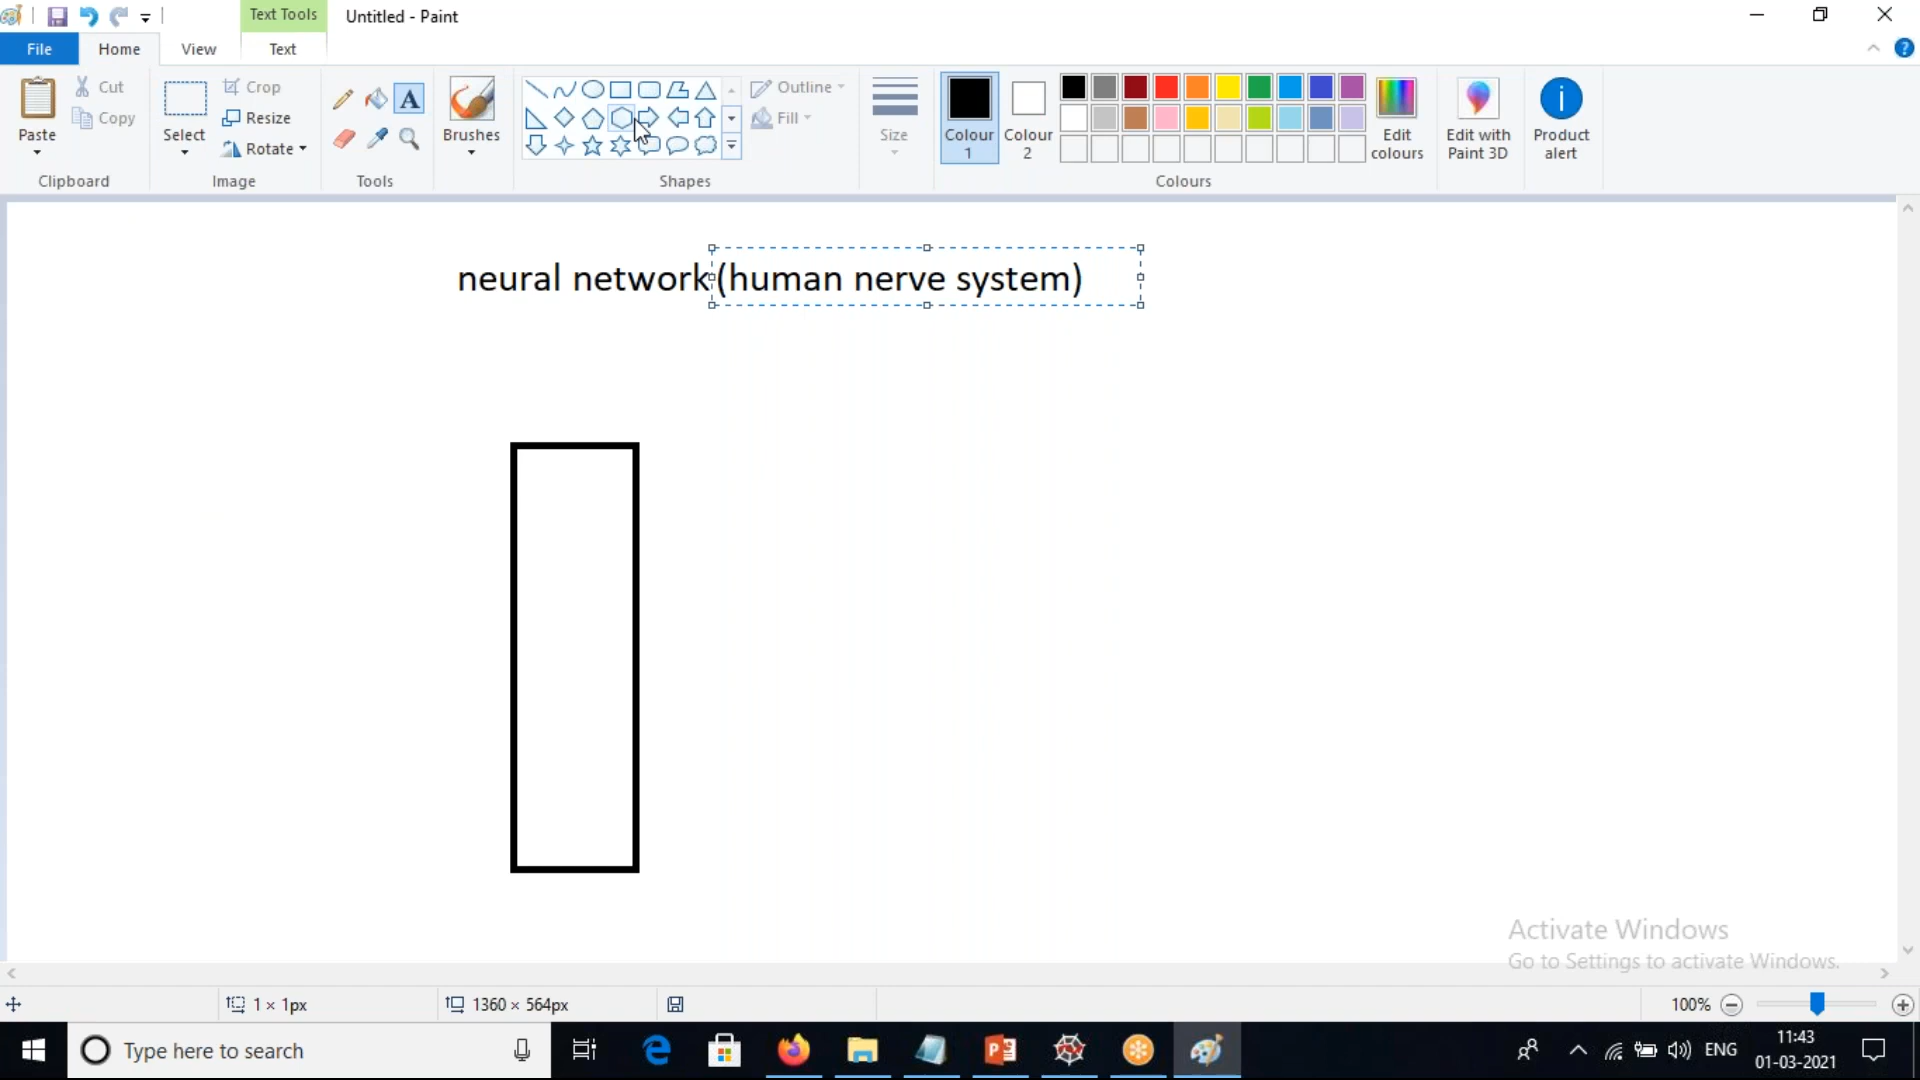 Text Tools
Untitled - Paint
File
Home
View
Text
Paste
Cut
Copy
Clipboard
Select
Crop
Resize
Rotate
Image
A
Tools
Brushes
Outline
Fill
Shapes
Size
Colour 1
Colour 2
Edit colours
Colours
Edit with Paint 3D
Product alert
neural network(human nerve system)
Activate Windows
Go to Settings to activate Windows.
1 × 1px
1360 × 564px
100%
Type here to search
ENG
11:43
01-03-2021